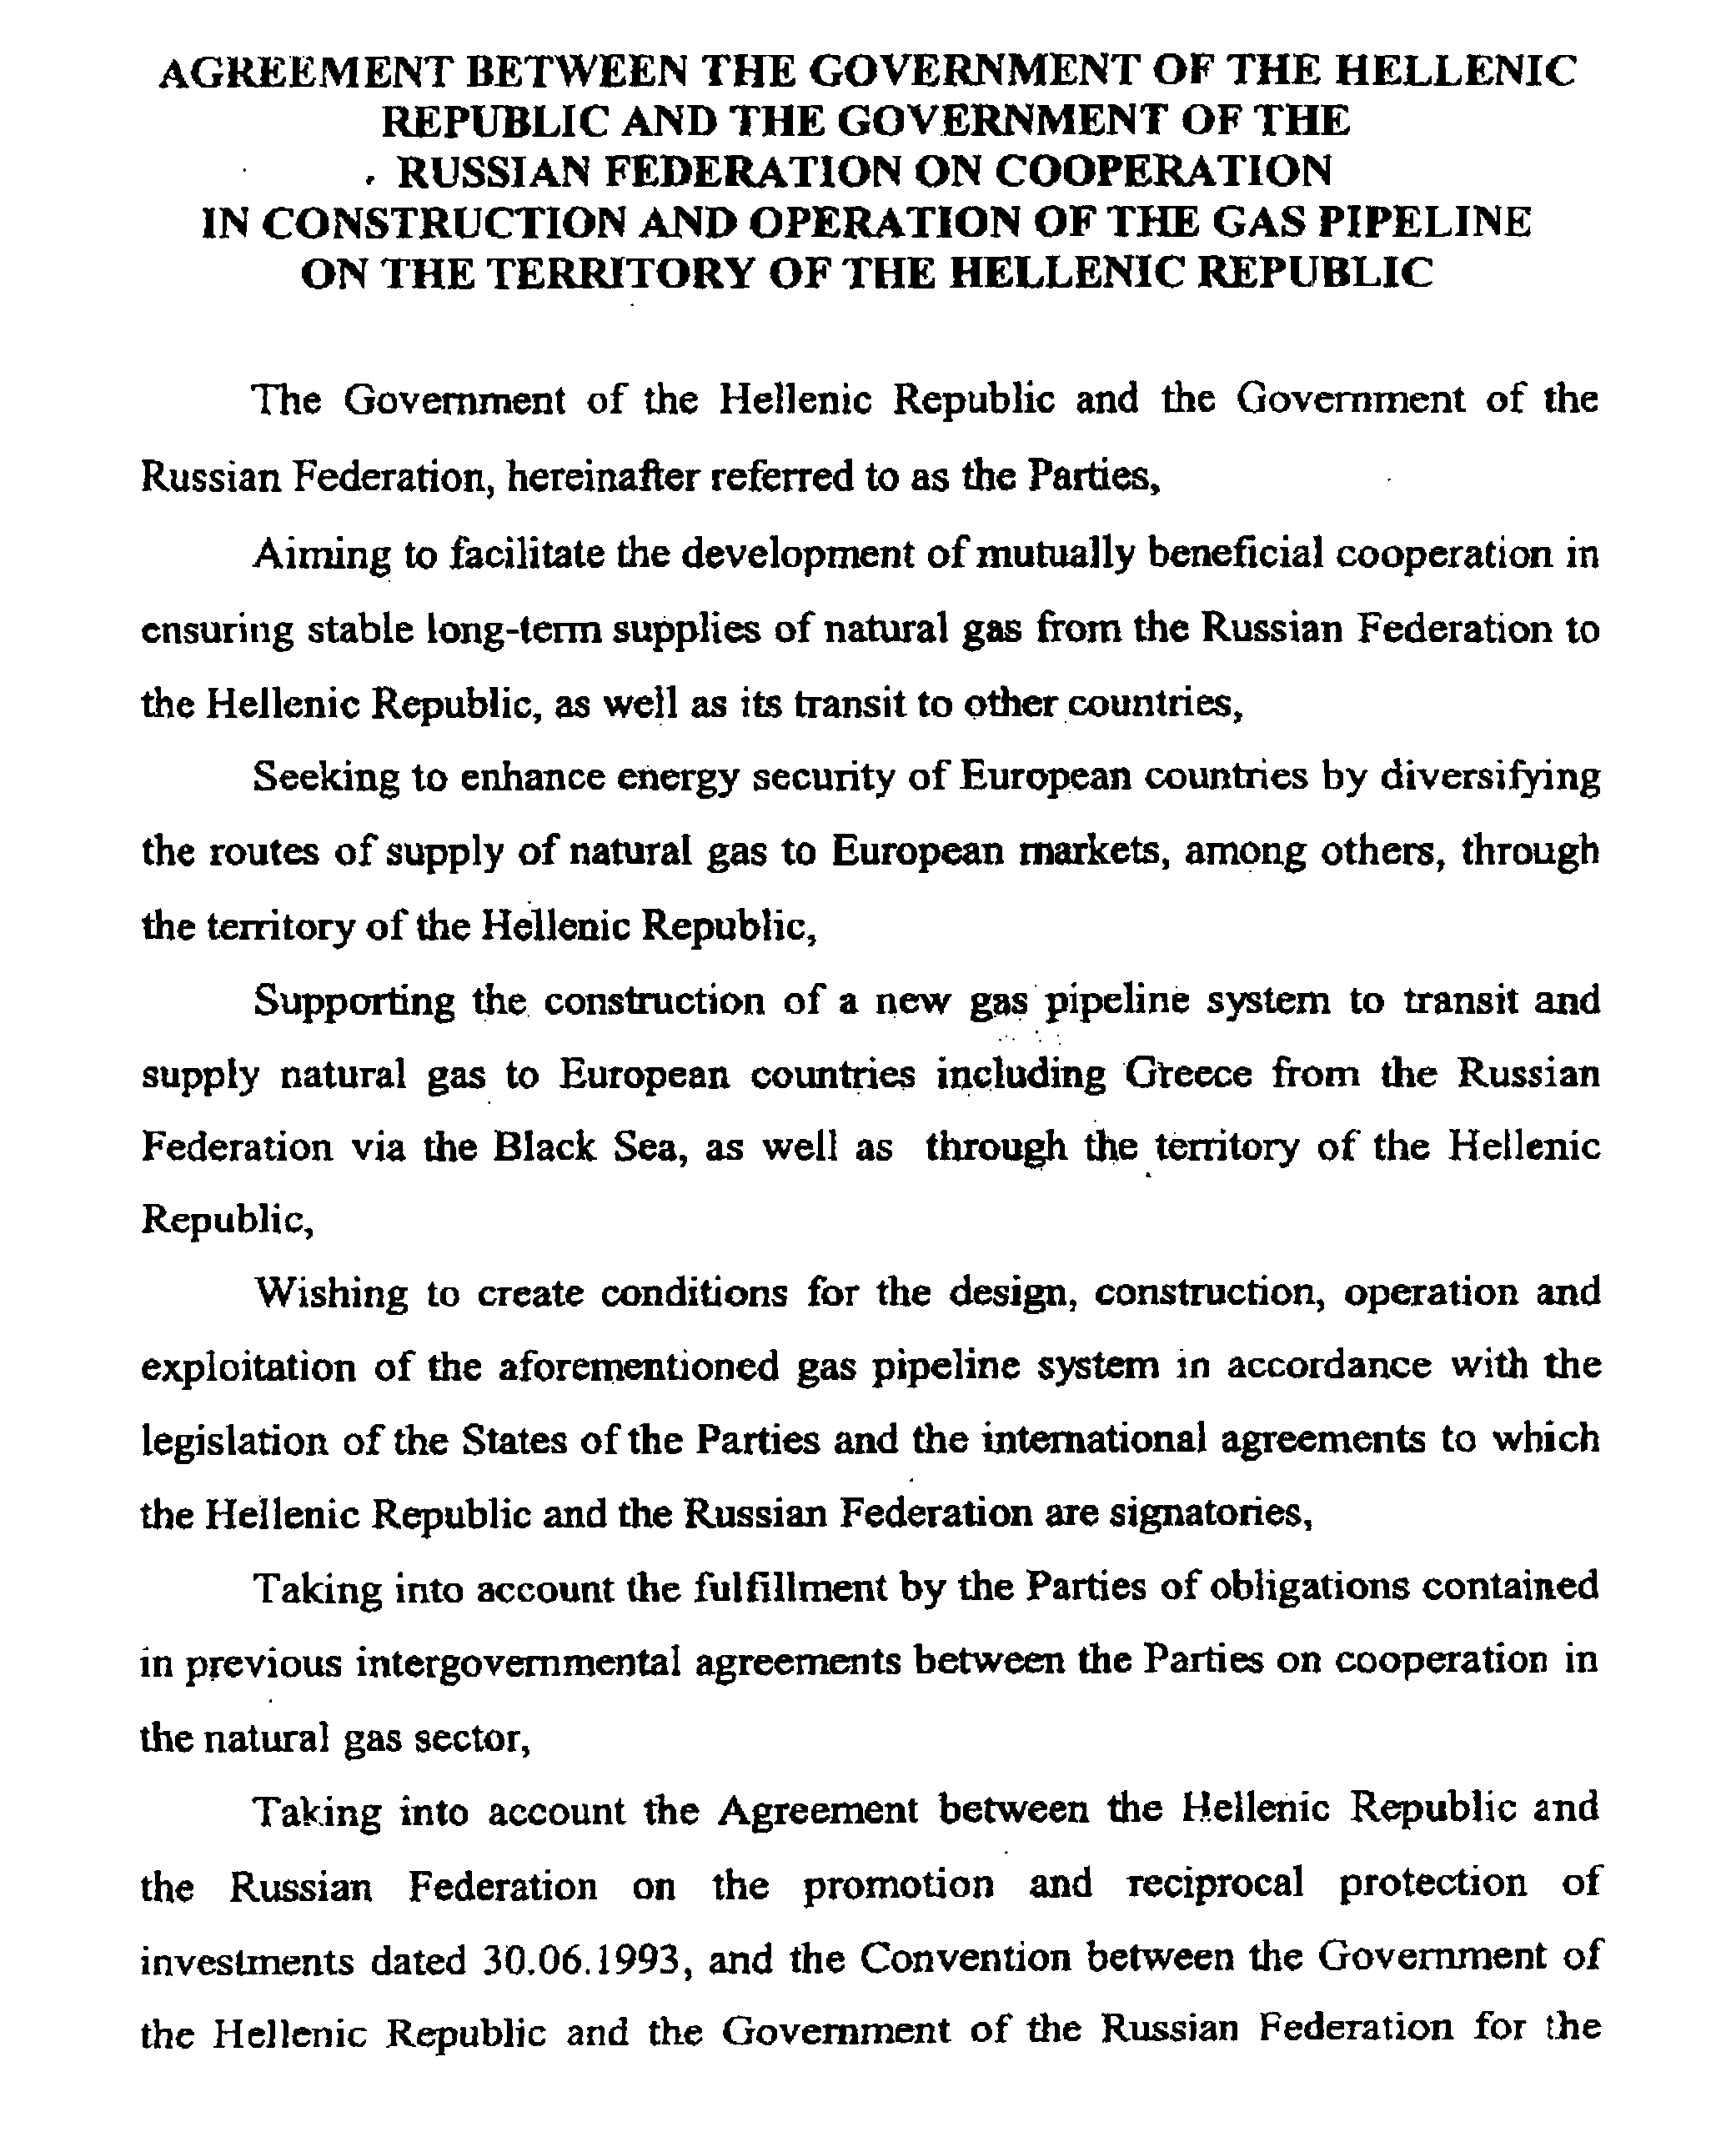 AGREEMENT BETWEEN THE GOVERNMENT OF THE HELLENIC
REPUBLIC AND THE GOVERNMENT OF THE
RUSSIAN FEDERATION ON COOPERATION
IN CONSTRUCTION AND OPERATION OF THE GAS PIPELINE
ON THE TERRITORY OF THE HELLENIC REPUBLIC
The Government of the Hellenic Republic and the Government of the
Russian Federation, hereinafter referred to as the Parties,
Aiming to facilitate the development of mutually beneficial cooperation in
ensuring stable long-term supplies of natural gas from the Russian Federation to
the Hellenic Republic, as well as its transit to other countries,
Seeking to enhance energy security of European countries by diversifying
the routes of supply of natural gas to European markets, among others, through
the territory of the Hellenic Republic,
Supporting the construction of a new gas pipeline system to transit and
supply natural gas to European countries including Greece from the Russian
Federation via the Black Sea, as well as through the territory of the Hellenic
Republic,
Wishing to create conditions for the design, construction, operation and
exploitation of the aforementioned gas pipeline system in accordance with the
legislation of the States of the Parties and the international agreements to which
the Hellenic Republic and the Russian Federation are signatories,
Taking into account the fulfillment by the Parties of obligations contained
in previous intergovernmental agreements between the Parties on cooperation in
the natural gas sector,
Taking into account the Agreement between the Hellenic Republic and
the Russian Federation on the promotion and reciprocal protection of
investments dated 30.06.1993, and the Convention between the Government of
the Hellenic Republic and the Government of the Russian Federation for the